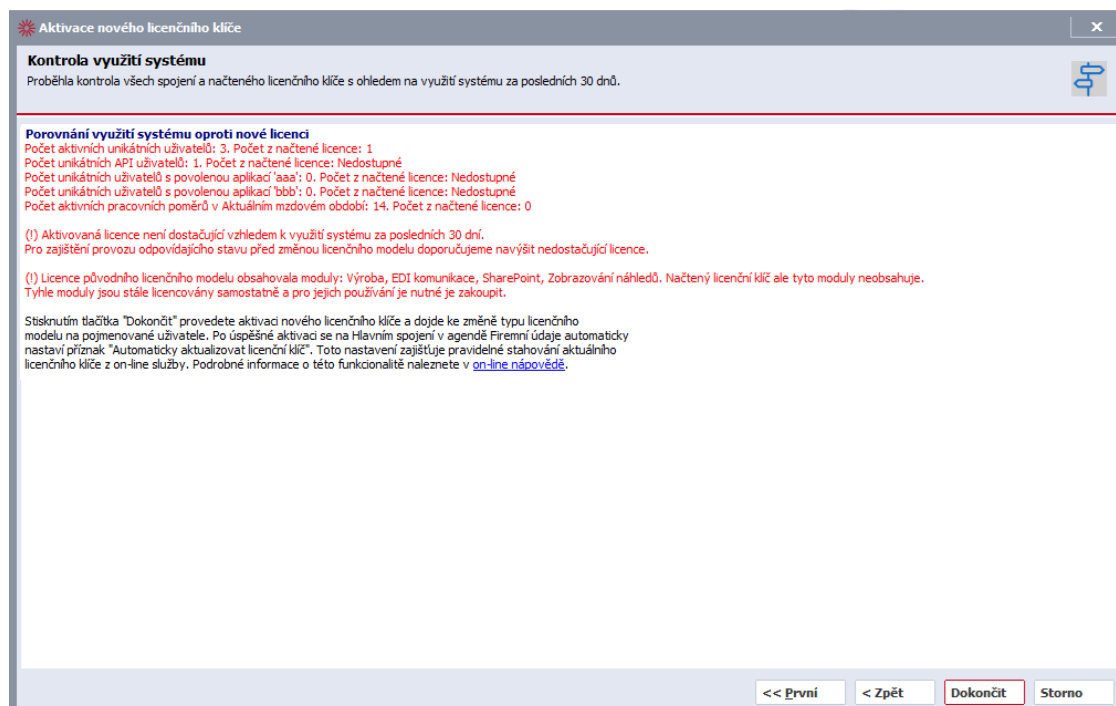 Aktivace nového licenčního klíče
x
Kontrola využití systému
Proběhla kontrola všech spojení a načteného licenčního klíče s ohledem na využití systému za posledních 30 dnů.
Porovnání využití systému oproti nové licenci
Počet aktivních unikátních uživatelů: 3. Počet z načtené licence: 1
Počet unikátních API uživatelů: 1. Počet z načtené licence: Nedostupné
Počet unikátních uživatelů s povolenou aplikací 'aaa': 0. Počet z načtené licence: Nedostupné
Počet unikátních uživatelů s povolenou aplikací 'bbb': 0. Počet z načtené licence: Nedostupné
Počet aktivních pracovních poměrů v Aktuálním mzdovém období: 14. Počet z načtené licence: 0
(!) Aktivovaná licence není dostačující vzhledem k využití systému za posledních 30 dní.
Pro zajištění provozu odpovídajícího stavu před změnou licenčního modelu doporučujeme navýšit nedostačující licence.
(!) Licence původního licenčního modelu obsahovala moduly: Výroba, EDI komunikace, SharePoint, Zobrazování náhledů. Načtený licenční klíč ale tyto moduly neobsahuje.
Tyhle moduly jsou stále licencovány samostatně a pro jejich používání je nutné je zakoupit.
Stisknutím tlačítka "Dokončit" provedete aktivaci nového licenčního klíče a dojde ke změně typu licenčního
modelu na pojmenované uživatele. Po úspěšné aktivaci se na Hlavním spojení v agendě Firemní údaje automaticky
nastaví příznak "Automaticky aktualizovat licenční klíč". Toto nastavení zajišťuje pravidelné stahování aktuálního
licenčního klíče z on-line služby. Podrobné informace o této funkcionalitě naleznete v on-line nápovědě.
<< První
< Zpět
Dokončit
Storno